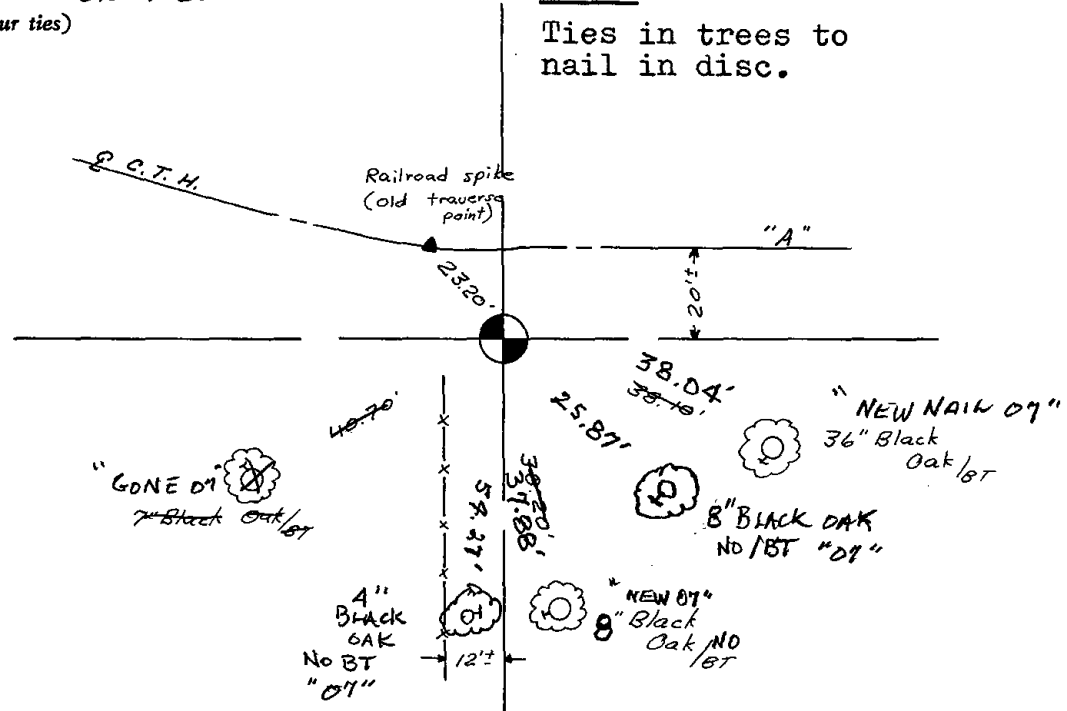 ur ties)
Ties in trees to
nail in disc.
℄ C. T. H.
Railroad spike
(old traverse
point)
"A"
23.20'
20'±
38.04'
38.10'
25.87'
40.70'
"NEW NAIL 07"
36" Black
Oak/BT
"GONE 07"
7" Black Oak/BT
38.20'
37.88'
54.27'
8" BLACK OAK
NO/BT "07"
4"
BLACK
OAK
NO BT
"07"
12'±
"NEW 07"
8" Black
Oak/NO
BT